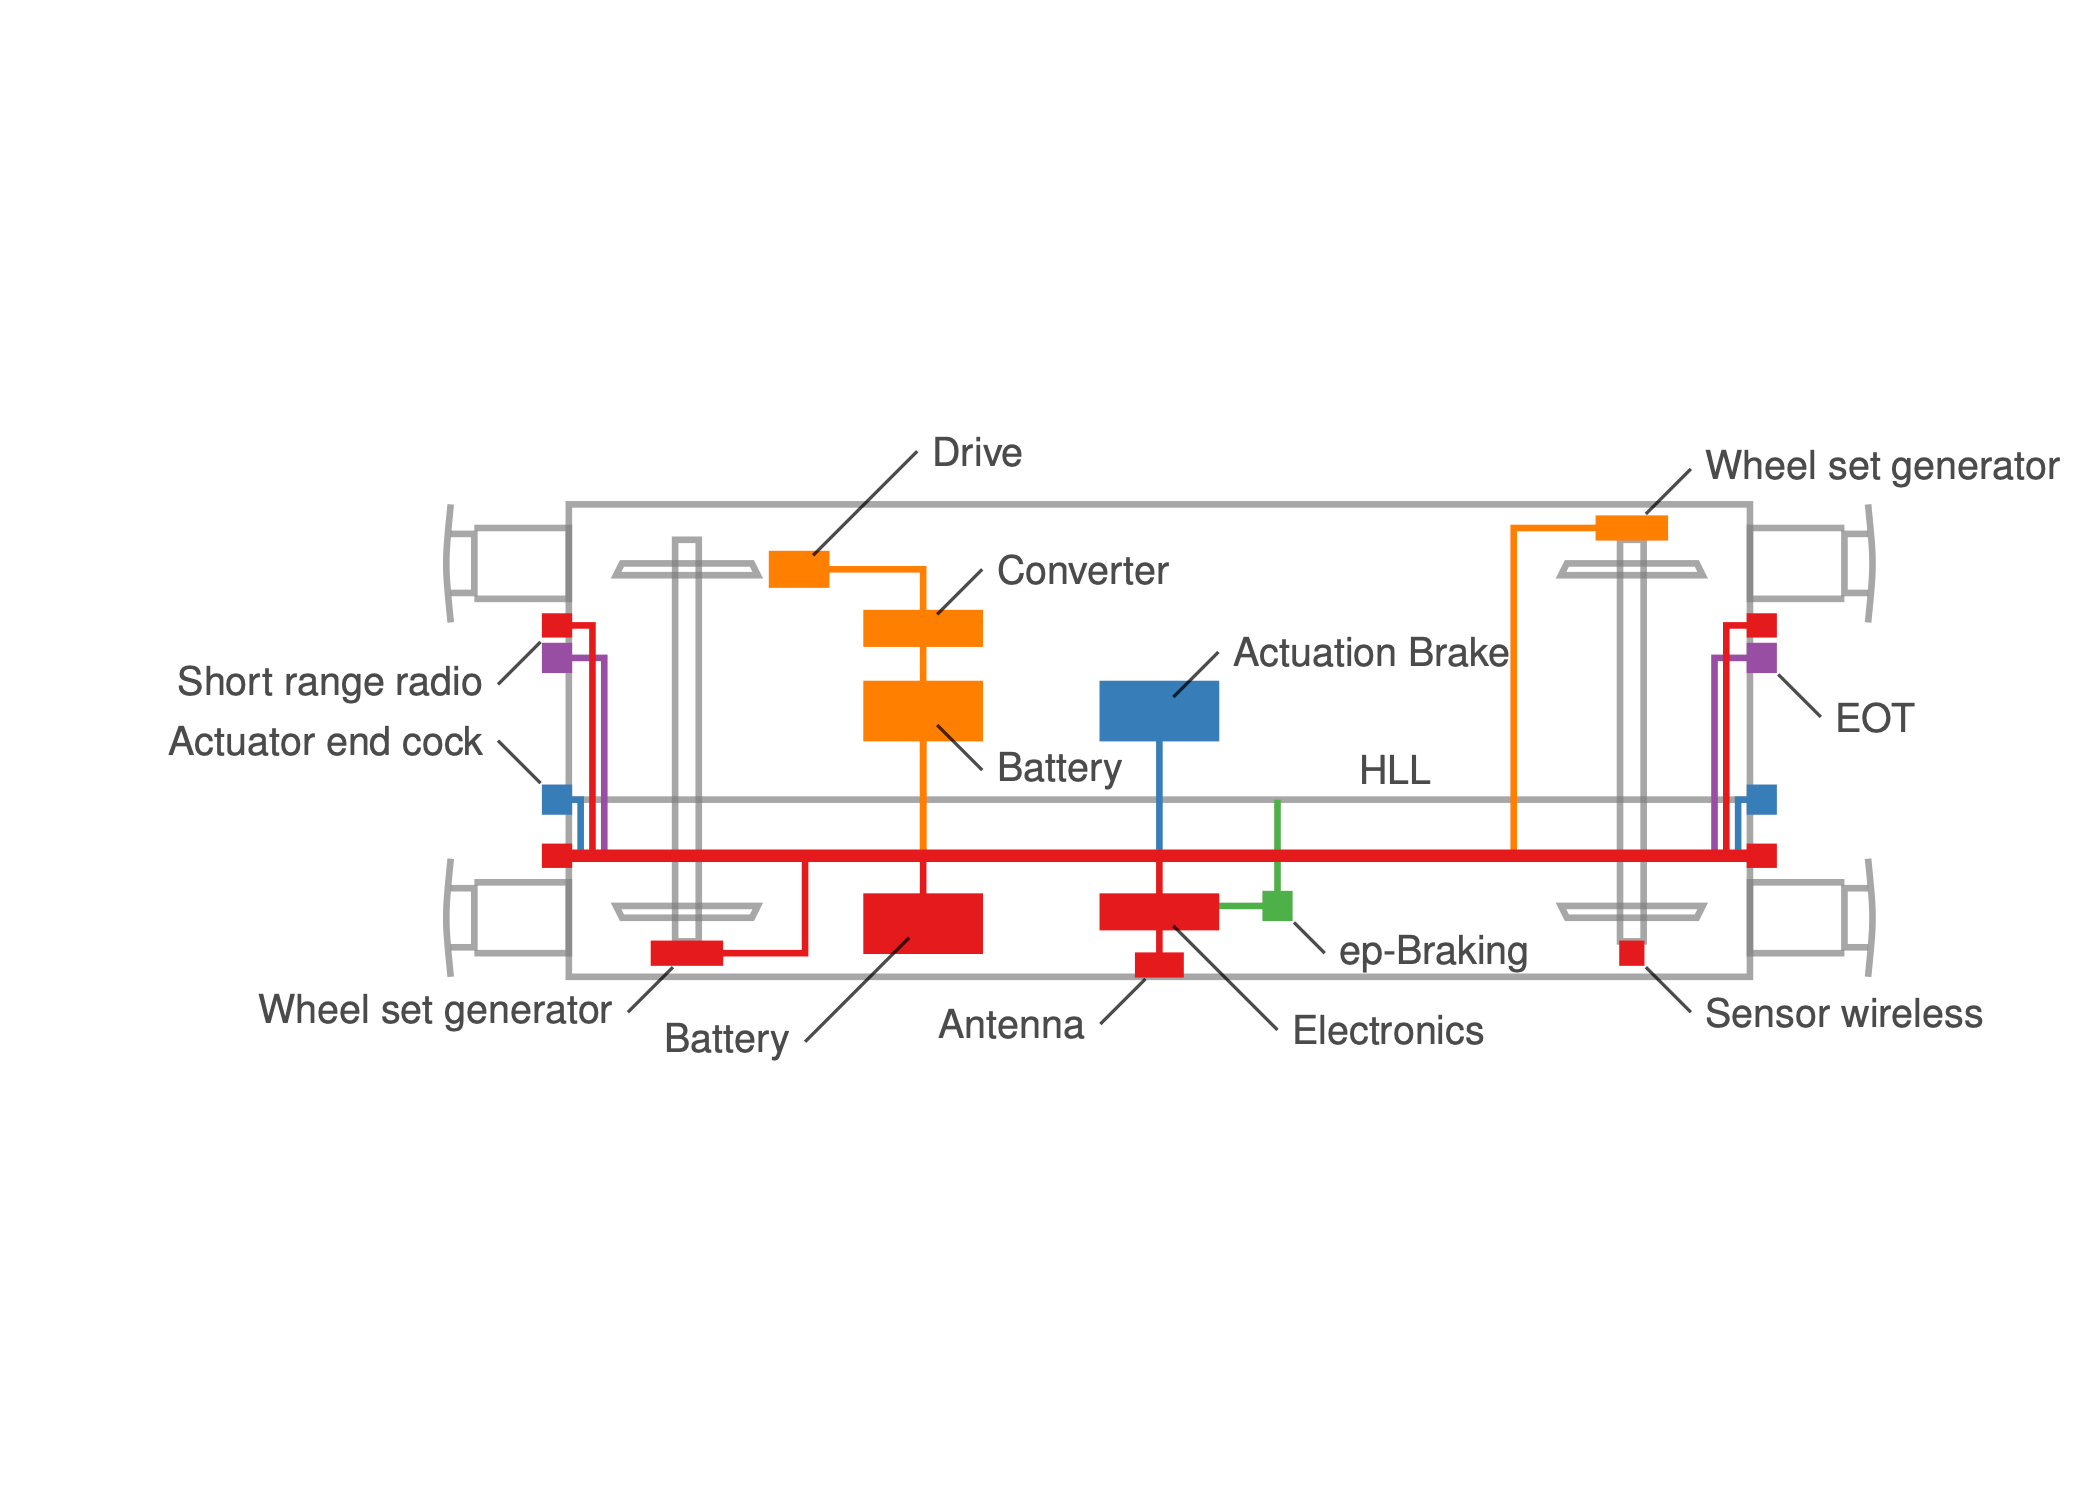 Drive
Wheel set generator
Converter
Actuation Brake
Short range radio
EOT
Actuator end cock
Battery
HLL
ep-Braking
Wheel set generator
Sensor wireless
Antenna
Electronics
Battery